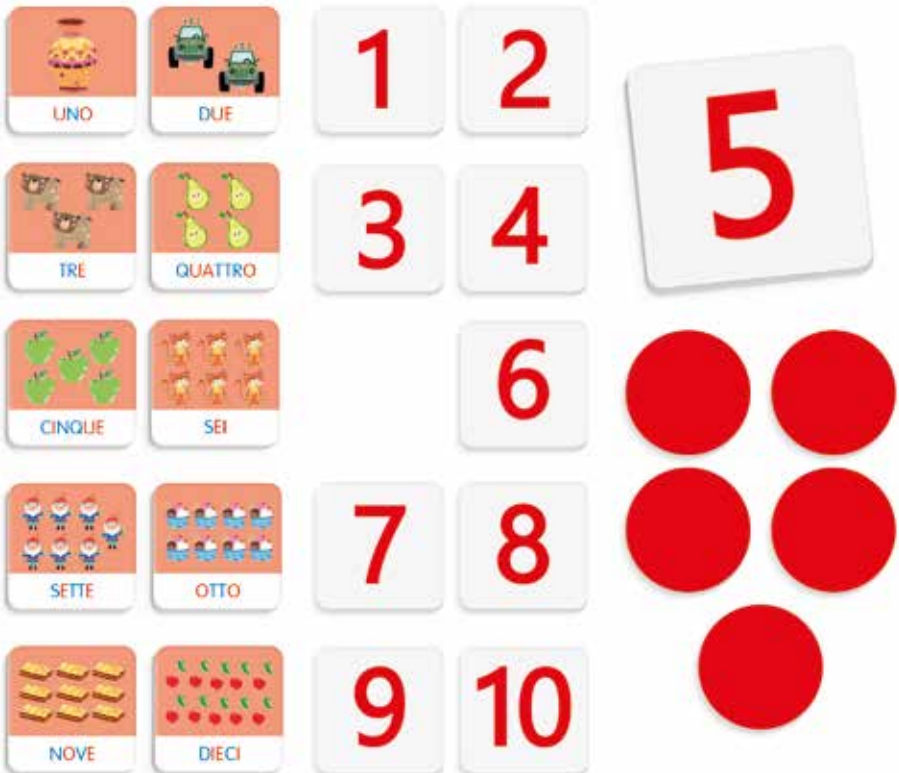 UNO DUE 1 2
5
TRE QUATTRO 3 4
CINQUE SEI 6
SETTE OTTO 7 8
NOVE DIECI 9 10